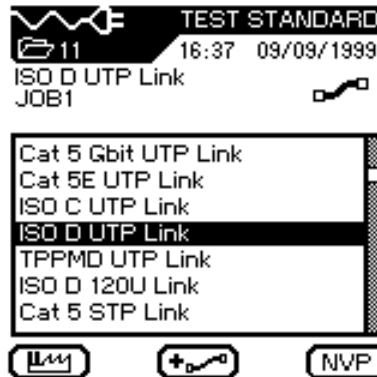 TEST STANDARD
11 16:37 09/09/1999
ISO D UTP Link
JOB1
Cat 5 Gbit UTP Link
Cat 5E UTP Link
ISO C UTP Link
ISO D UTP Link
TPPMD UTP Link
ISO D 120U Link
Cat 5 STP Link
NVP